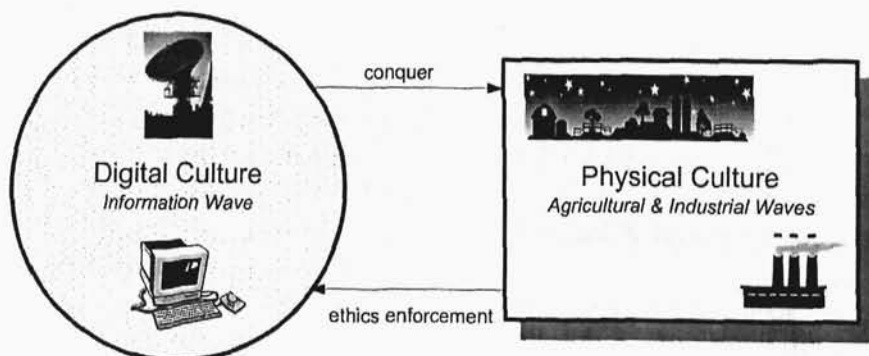 conquer
Digital Culture
Information Wave
Physical Culture
Agricultural & Industrial Waves
ethics enforcement